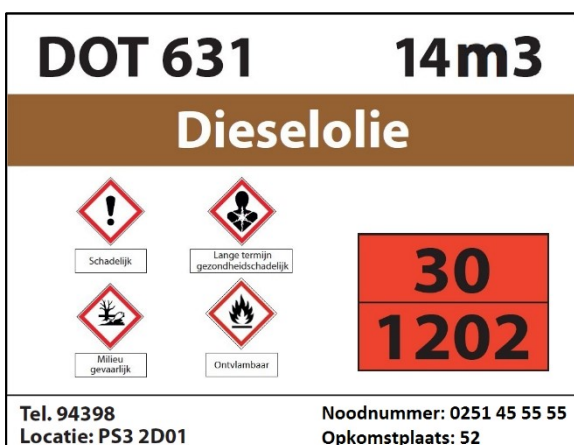 DOT 631 14m3
Dieselolie
Schadelijk
Lange termijn
gezondheidschadelijk
Milieu
gevaarlijk
Ontvlambaar
30
1202
Tel. 94398
Locatie: PS3 2D01
Noodnummer: 0251 45 55 55
Opkomstplaats: 52